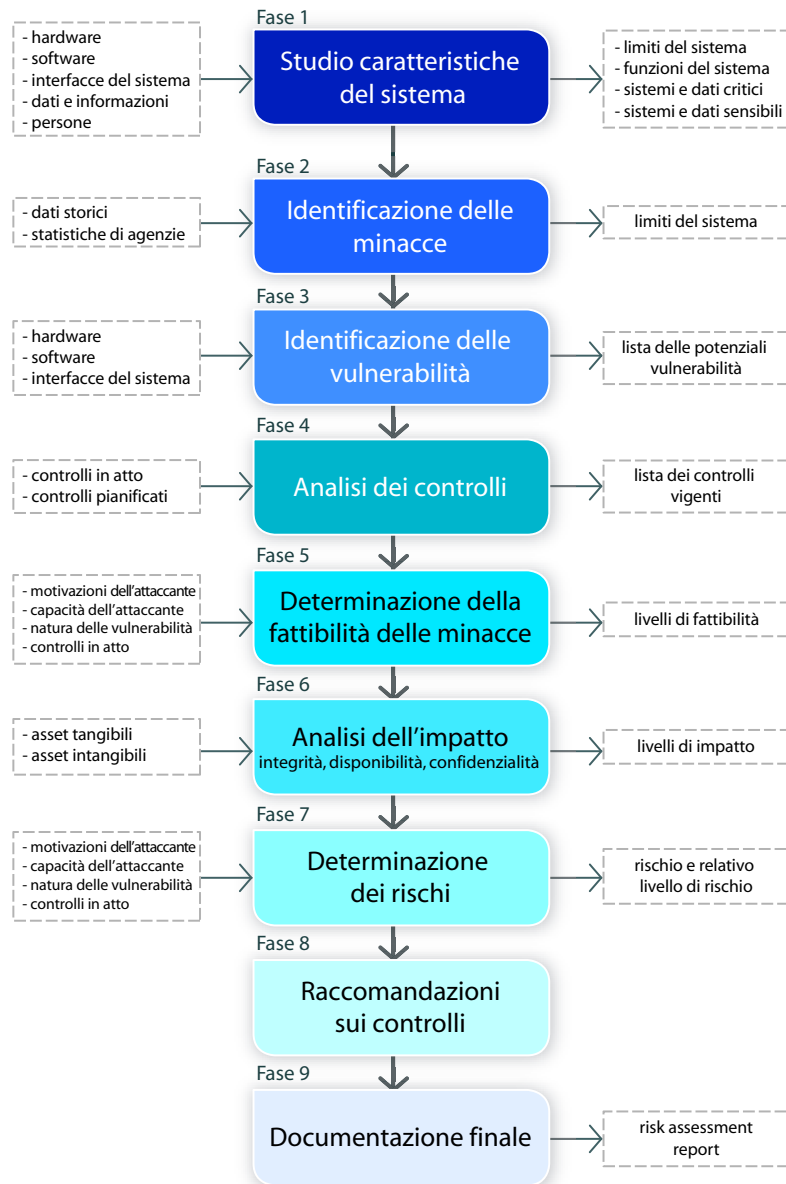 Fase 1
- hardware
- software
- interfacce del sistema
- dati e informazioni
- persone
Studio caratteristiche
del sistema
- limiti del sistema
- funzioni del sistema
- sistemi e dati critici
- sistemi e dati sensibili
Fase 2
- dati storici
- statistiche di agenzie
Identificazione delle
minacce
limiti del sistema
Fase 3
- hardware
- software
- interfacce del sistema
Identificazione delle
vulnerabilità
lista delle potenziali
vulnerabilità
Fase 4
- controlli in atto
- controlli pianificati
Analisi dei controlli
lista dei controlli
vigenti
Fase 5
- motivazioni dell'attaccante
- capacità dell'attaccante
- natura delle vulnerabilità
- controlli in atto
Determinazione della
fattibilità delle minacce
livelli di fattibilità
Fase 6
- asset tangibili
- asset intangibili
Analisi dell'impatto
integrità, disponibilità, confidenzialità
livelli di impatto
Fase 7
- motivazioni dell'attaccante
- capacità dell'attaccante
- natura delle vulnerabilità
- controlli in atto
Determinazione
dei rischi
rischio e relativo
livello di rischio
Fase 8
Raccomandazioni
sui controlli
Fase 9
Documentazione finale
risk assessment
report